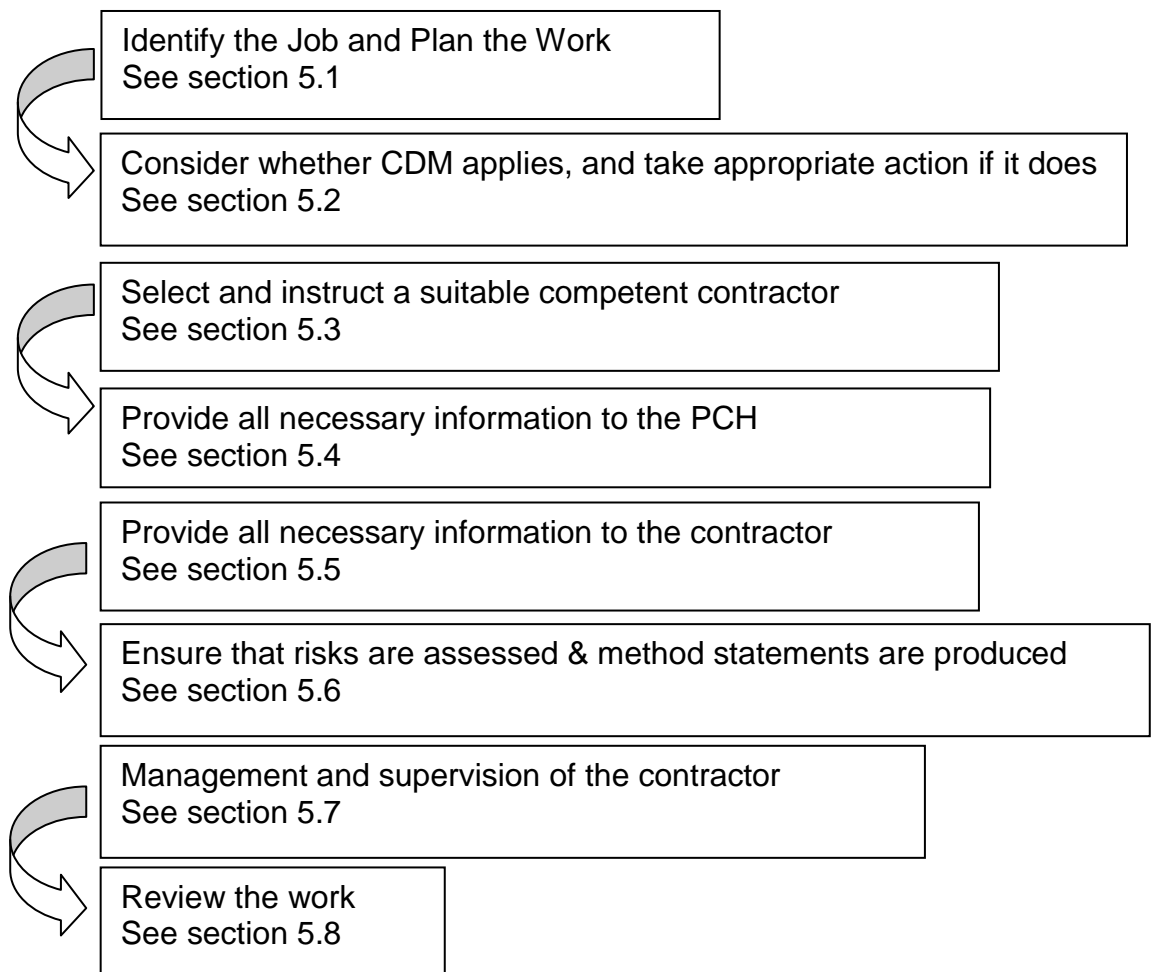 Identify the Job and Plan the Work
See section 5.1
Consider whether CDM applies, and take appropriate action if it does
See section 5.2
Select and instruct a suitable competent contractor
See section 5.3
Provide all necessary information to the PCH
See section 5.4
Provide all necessary information to the contractor
See section 5.5
Ensure that risks are assessed & method statements are produced
See section 5.6
Management and supervision of the contractor
See section 5.7
Review the work
See section 5.8